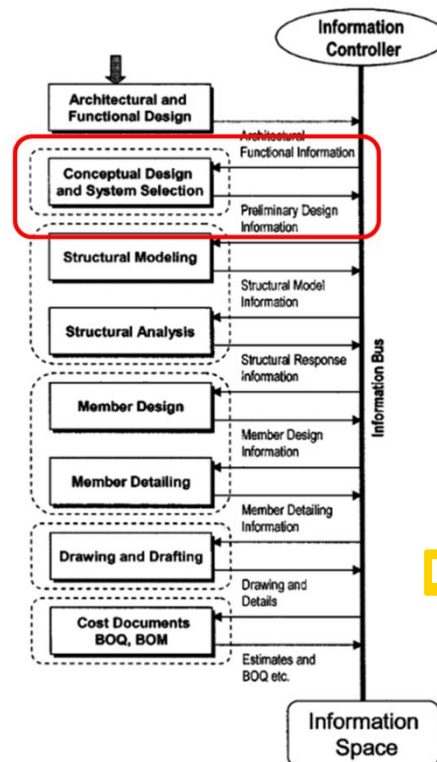 Information
Controller
Architectural and
Functional Design
Architectural
Functional Information
Conceptual Design
and System Selection
Preliminary Design
Information
Structural Modeling
Structural Model
Information
Structural Analysis
Structural Response
Information
Information Bus
Member Design
Member Design
Information
Member Detailing
Member Detailing
Information
Drawing and Drafting
Drawing and
Details
Cost Documents
BOQ, BOM
Estimates and
BOQ etc.
Information
Space